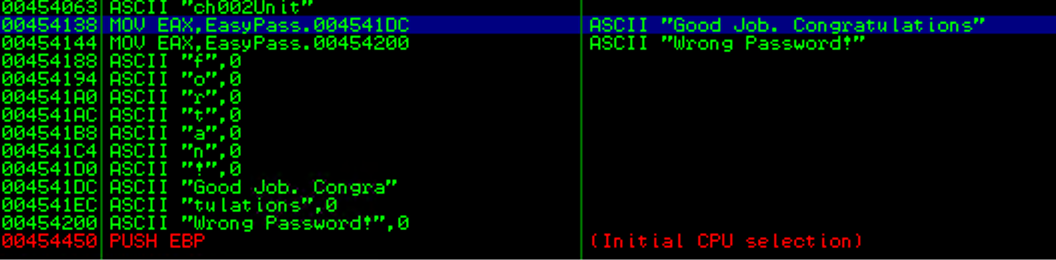 00454063 ASCII "ch002Unit"
00454138 MOV EAX,EasyPass.004541DC ASCII "Good Job. Congratulations"
00454144 MOV EAX,EasyPass.00454200 ASCII "Wrong Password!"
00454188 ASCII "f",0
00454194 ASCII "o",0
004541A0 ASCII "r",0
004541AC ASCII "t",0
004541B8 ASCII "a",0
004541C4 ASCII "n",0
004541D0 ASCII "!",0
004541DC ASCII "Good Job. Congra"
004541EC ASCII "tulations",0
00454200 ASCII "Wrong Password!",0
00454450 PUSH EBP (Initial CPU selection)